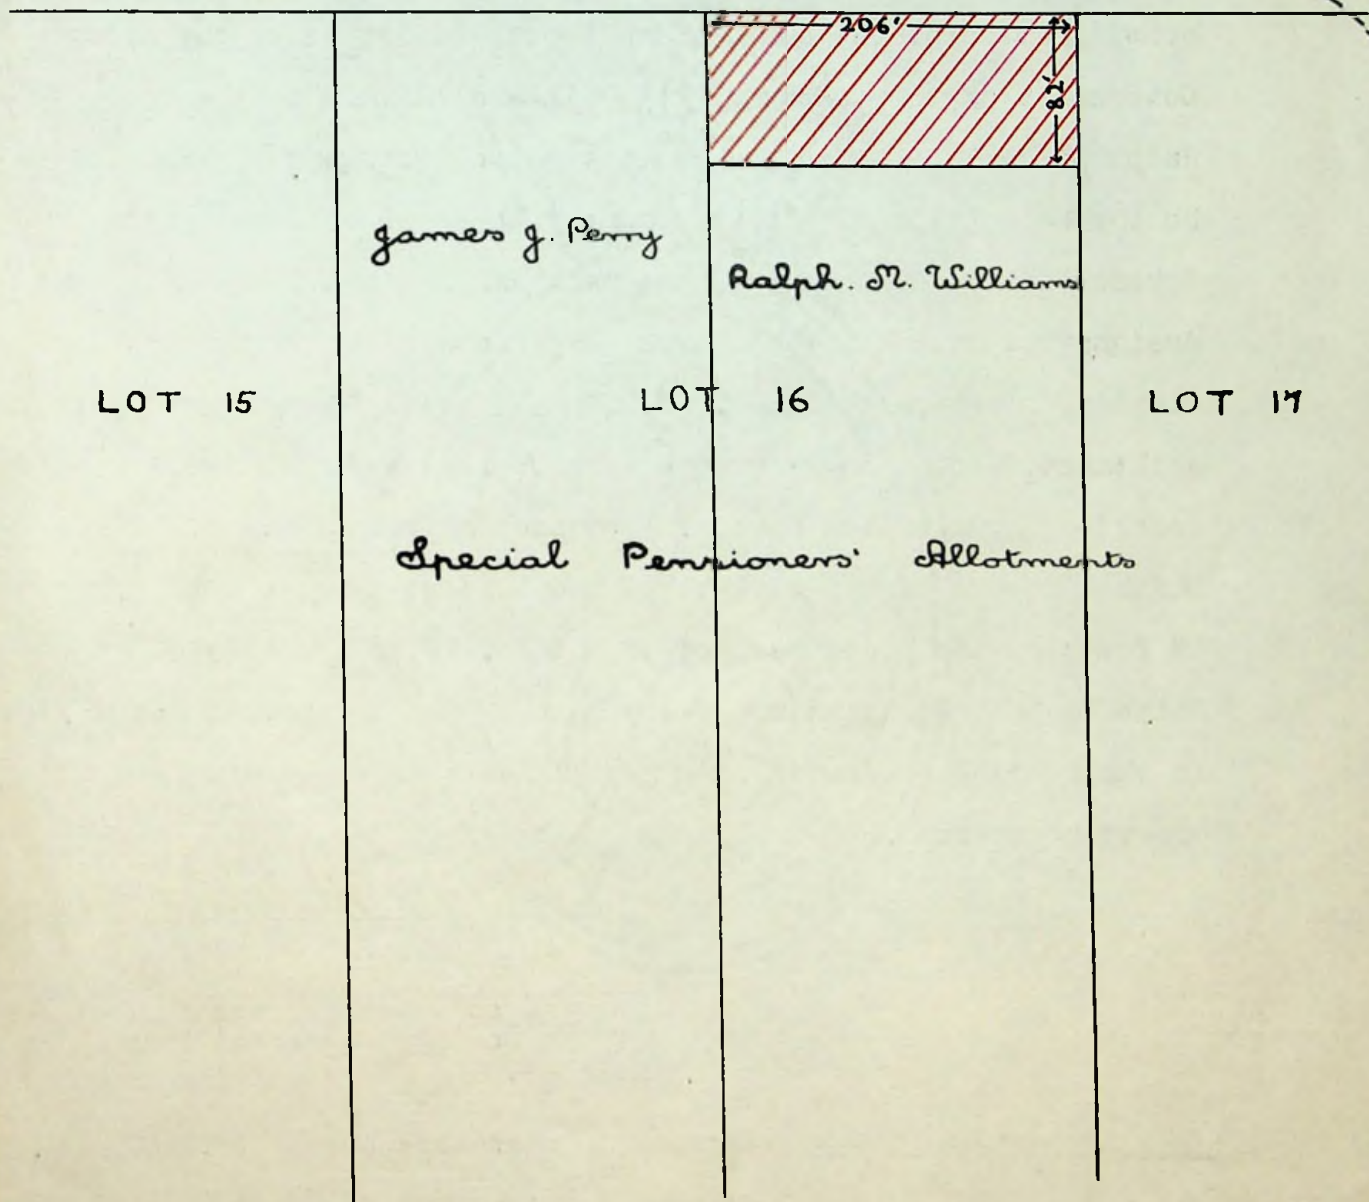 206'
82'
James J. Perry
Ralph. M. Williams
LOT 15
LOT 16
LOT 17
Special Pensioners' Allotments